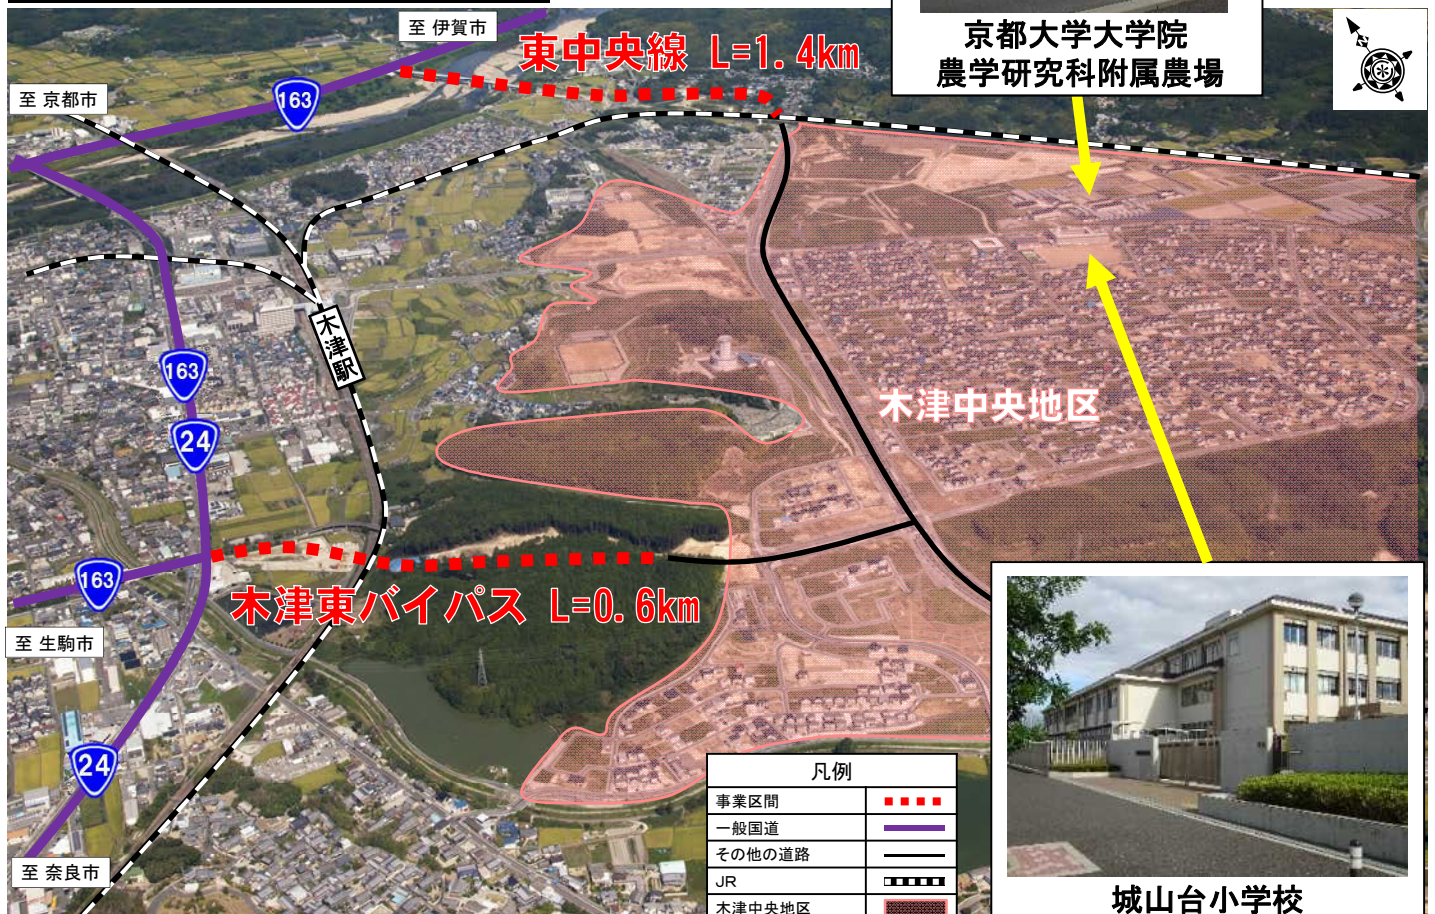 至 伊賀市
東中央線 L=1.4km
京都大学大学院
農学研究科附属農場
至 京都市
163
木津駅
163
24
木津中央地区
163
木津東バイパス L=0.6km
至 生駒市
24
至 奈良市
凡例
事業区間
一般国道
その他の道路
JR
木津中央地区
城山台小学校